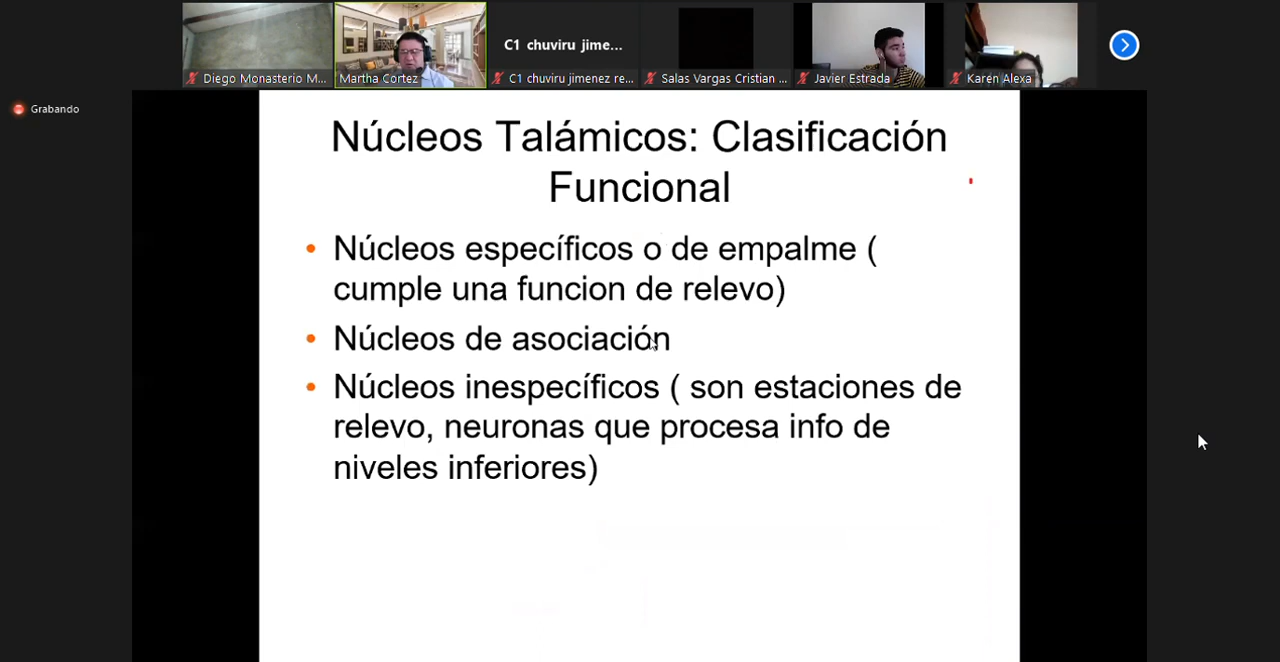 C1 chuviru jime...
Diego Monasterio M...
Martha Cortez
C1 chuviru jimenez re...
Salas Vargas Cristian ...
Javier Estrada
Karen Alexa
Grabando
Núcleos Talámicos: Clasificación
Funcional
• Núcleos específicos o de empalme (
cumple una funcion de relevo)
• Núcleos de asociación
• Núcleos inespecíficos ( son estaciones de
relevo, neuronas que procesa info de
niveles inferiores)